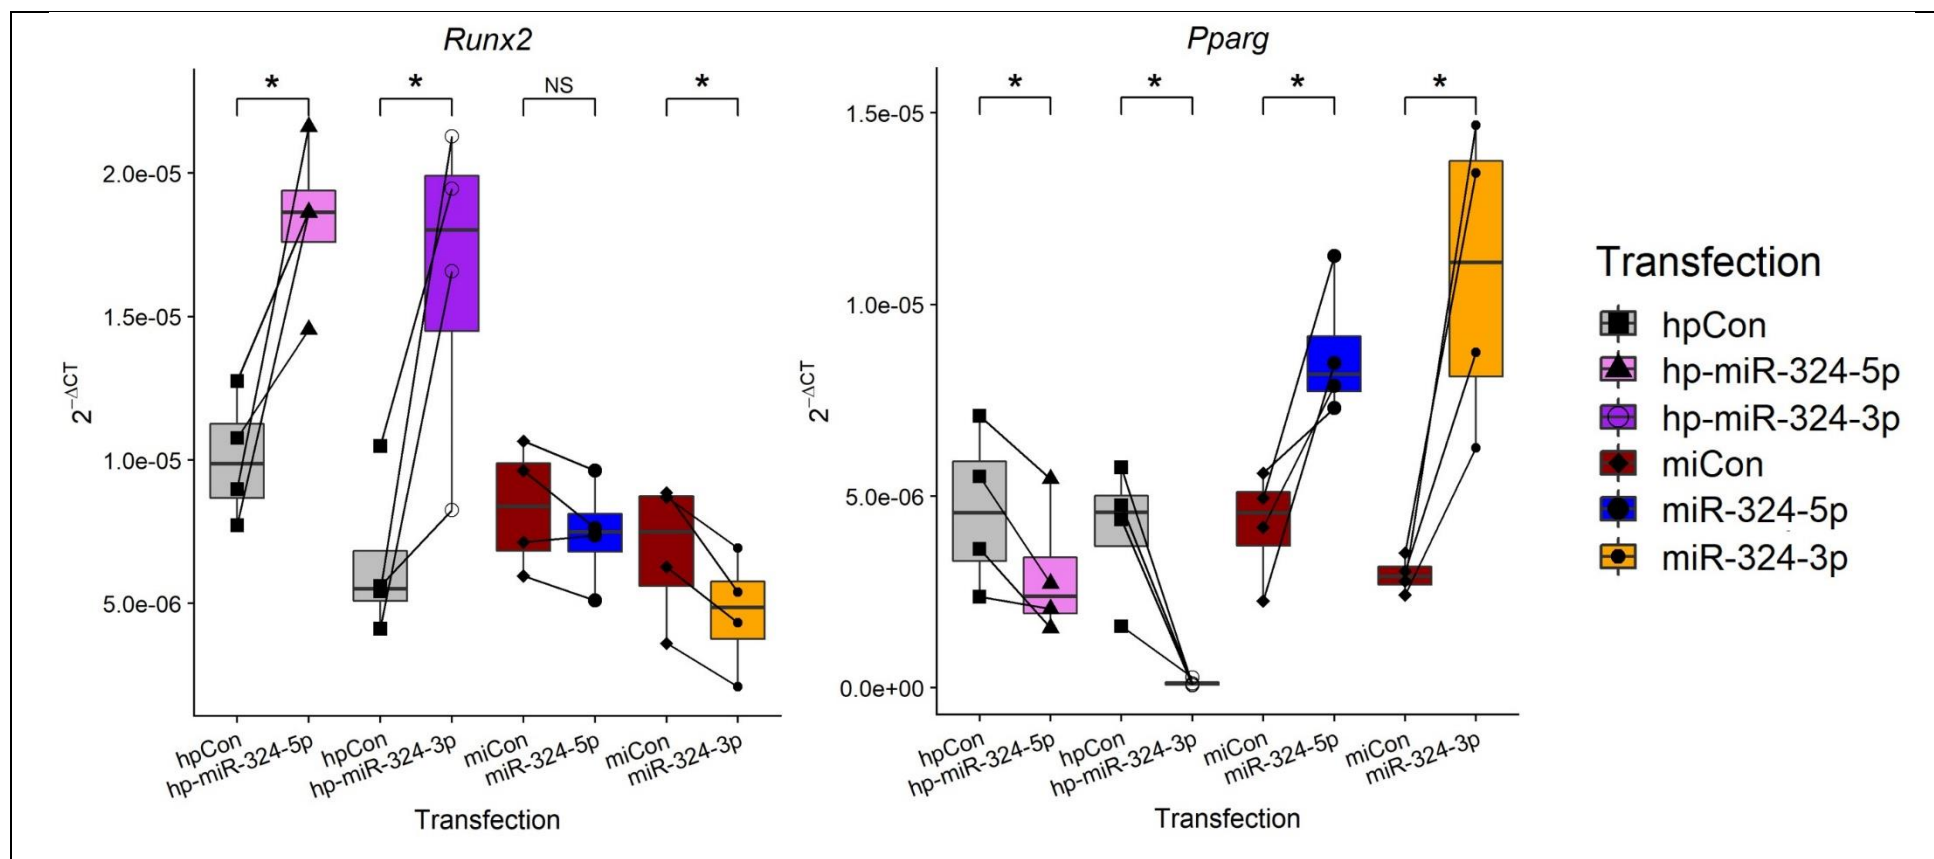 Runx2
* * NS *
2.0e-05
1.5e-05
1.0e-05
5.0e-06
2^−ΔCT
hpCon
hp-miR-324-5p
hpCon
hp-miR-324-3p
miCon
miR-324-5p
miCon
miR-324-3p
Transfection
Pparg
* * * *
1.5e-05
1.0e-05
5.0e-06
0.0e+00
2^−ΔCT
hpCon
hp-miR-324-5p
hpCon
hp-miR-324-3p
miCon
miR-324-5p
miCon
miR-324-3p
Transfection
Transfection
hpCon
hp-miR-324-5p
hp-miR-324-3p
miCon
miR-324-5p
miR-324-3p